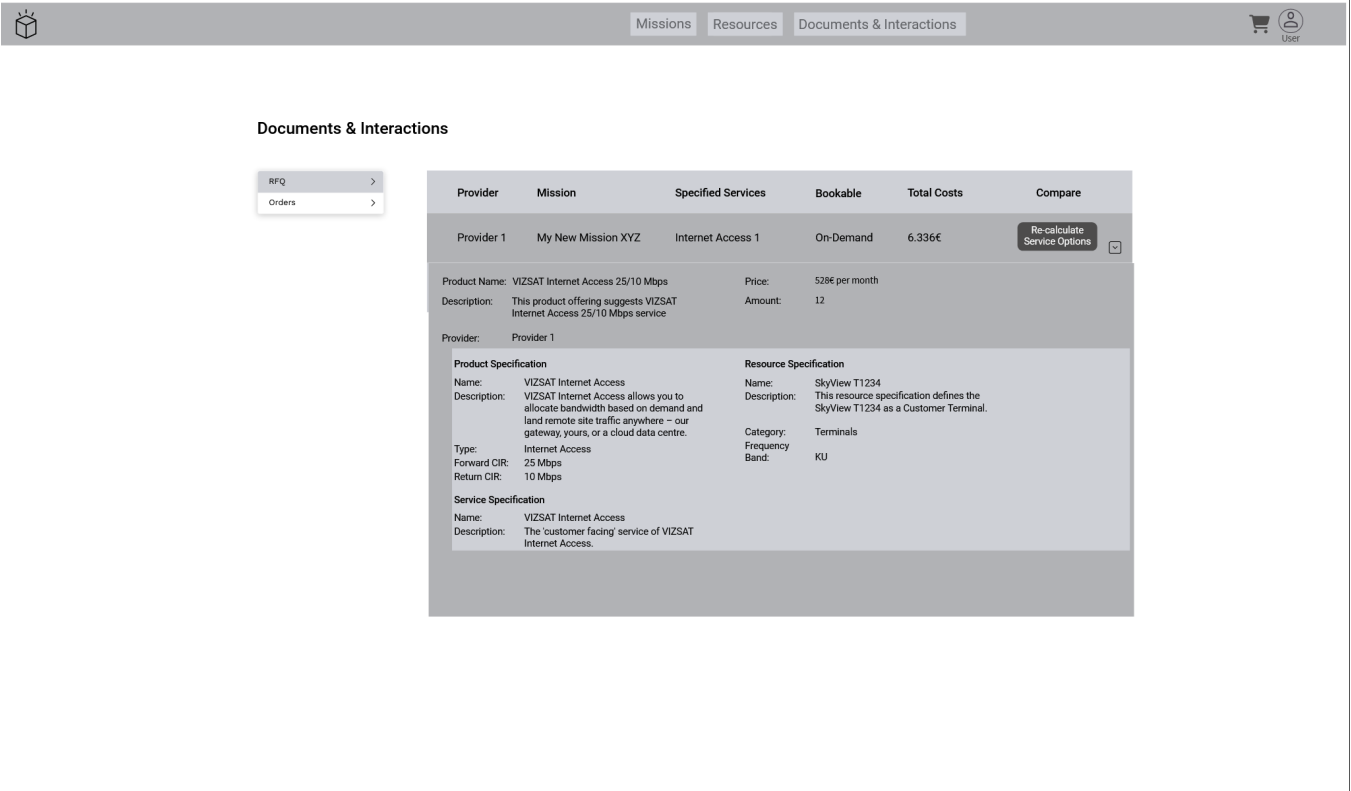 Missions Resources Documents & Interactions
User
Documents & Interactions
RFQ
Orders
Provider Mission Specified Services Bookable Total Costs Compare
Provider 1 My New Mission XYZ Internet Access 1 On-Demand 6.336€ Re-calculate
Service Options
Product Name: VIZSAT Internet Access 25/10 Mbps
Description: This product offering suggests VIZSAT
Internet Access 25/10 Mbps service
Provider: Provider 1
Price: 528€ per month
Amount: 12
Product Specification
Name: VIZSAT Internet Access
Description: VIZSAT Internet Access allows you to
allocate bandwidth based on demand and
land remote site traffic anywhere – our
gateway, yours, or a cloud data centre.
Type: Internet Access
Forward CIR: 25 Mbps
Return CIR: 10 Mbps
Service Specification
Name: VIZSAT Internet Access
Description: The 'customer facing' service of VIZSAT
Internet Access.
Resource Specification
Name: SkyView T1234
Description: This resource specification defines the
SkyView T1234 as a Customer Terminal.
Category: Terminals
Frequency
Band: KU